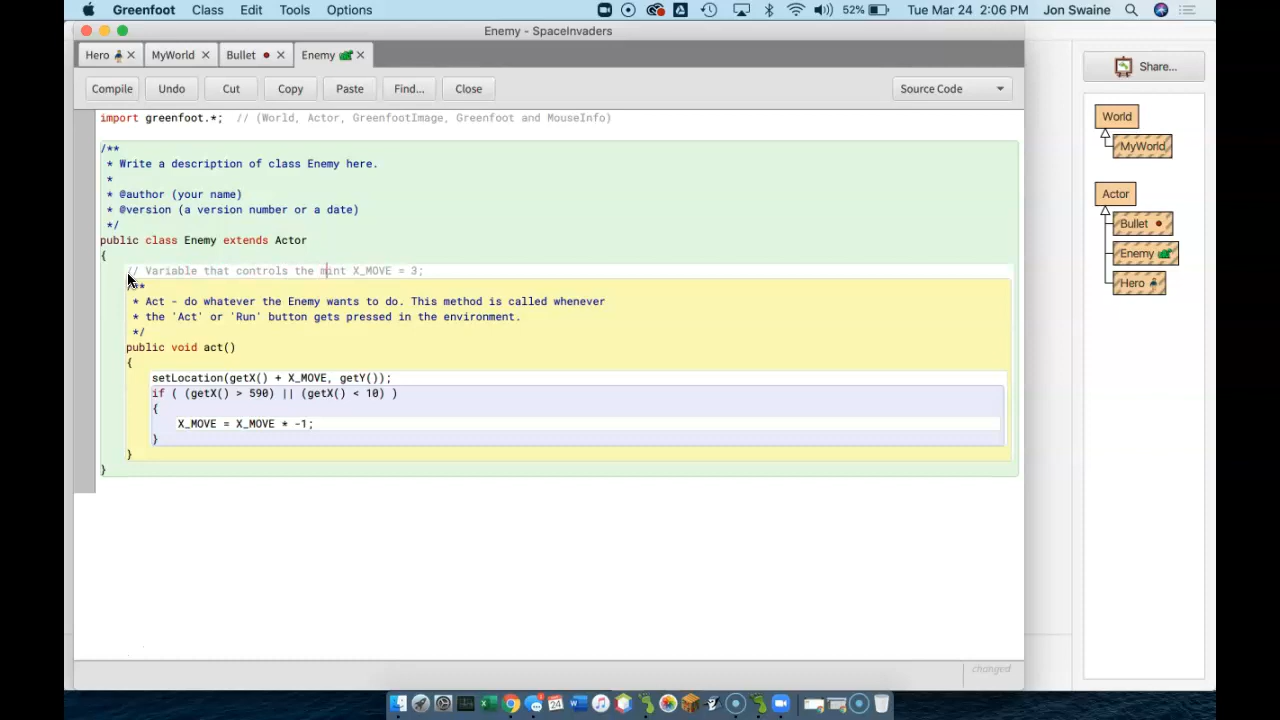 Greenfoot Class Edit Tools Options 52% Tue Mar 24 2:06 PM Jon Swaine
Enemy - SpaceInvaders
Hero MyWorld Bullet Enemy
Compile Undo Cut Copy Paste Find... Close Source Code
Share...
import greenfoot.*; // (World, Actor, GreenfootImage, Greenfoot and MouseInfo)
/**
* Write a description of class Enemy here.
*
* @author (your name)
* @version (a version number or a date)
*/
public class Enemy extends Actor
{
// Variable that controls the mint X_MOVE = 3;
/**
* Act - do whatever the Enemy wants to do. This method is called whenever
* the 'Act' or 'Run' button gets pressed in the environment.
*/
public void act()
{
setLocation(getX() + X_MOVE, getY());
if ( (getX() > 590) || (getX() < 10) )
{
X_MOVE = X_MOVE * -1;
}
}
}
changed
World
MyWorld
Actor
Bullet
Enemy
Hero